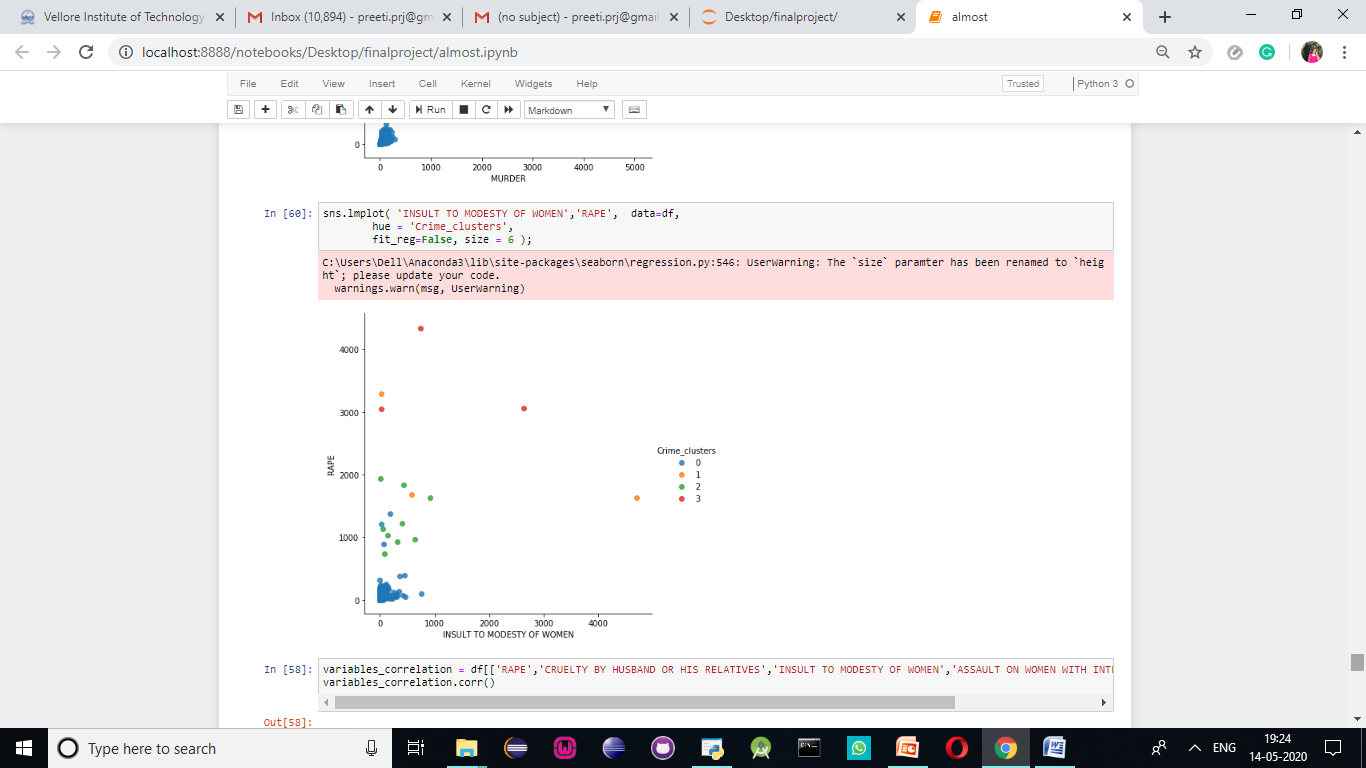 Vellore Institute of Technology
Inbox (10,894) - preeti.prj@gm
(no subject) - preeti.prj@gmail
Desktop/finalproject/
almost
localhost:8888/notebooks/Desktop/finalproject/almost.ipynb
File Edit View Insert Cell Kernel Widgets Help
Trusted
Python 3
Run
Markdown
0
0 1000 2000 3000 4000 5000
MURDER
In [60]:
sns.lmplot( 'INSULT TO MODESTY OF WOMEN','RAPE', data=df,
hue = 'Crime_clusters',
fit_reg=False, size = 6 );
C:\Users\Dell\Anaconda3\lib\site-packages\seaborn\regression.py:546: UserWarning: The `size` paramter has been renamed to `heig
ht`; please update your code.
warnings.warn(msg, UserWarning)
4000
3000
2000
1000
0
RAPE
0 1000 2000 3000 4000
INSULT TO MODESTY OF WOMEN
Crime_clusters
0
1
2
3
In [58]:
variables_correlation = df[['RAPE','CRUELTY BY HUSBAND OR HIS RELATIVES','INSULT TO MODESTY OF WOMEN','ASSAULT ON WOMEN WITH INTE
variables_correlation.corr()
Out[58]:
Type here to search
ENG
19:24
14-05-2020